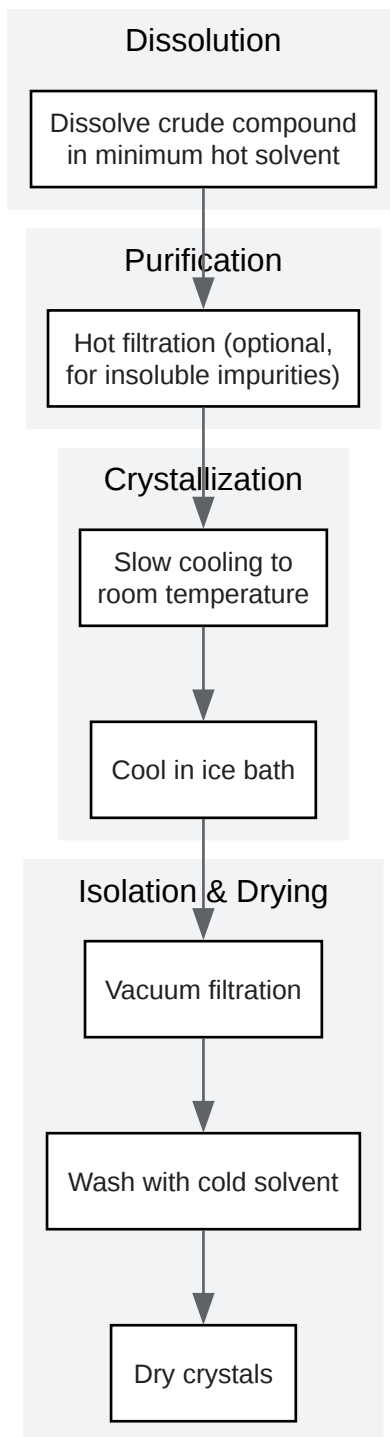 Dissolution
Dissolve crude compound
in minimum hot solvent
Purification
Hot filtration (optional,
for insoluble impurities)
Crystallization
Slow cooling to
room temperature
Cool in ice bath
Isolation & Drying
Vacuum filtration
Wash with cold solvent
Dry crystals